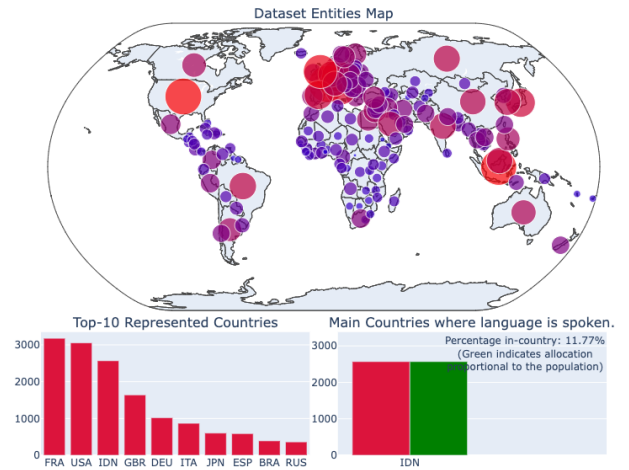 Dataset Entities Map
Top-10 Represented Countries
3000
2000
1000
0
FRA USA IDN GBR DEU ITA JPN ESP BRA RUS
Main Countries where language is spoken.
Percentage in-country: 11.77%
(Green indicates allocation
proportional to the population)
3000
2000
1000
0
IDN